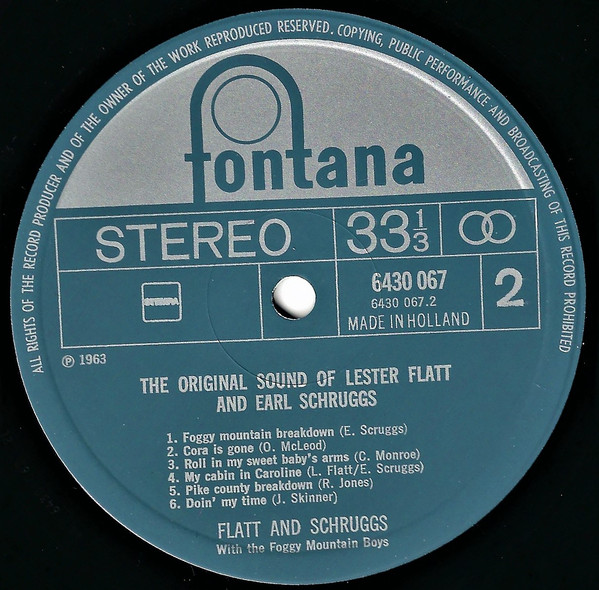 ALL RIGHTS OF THE RECORD PRODUCER AND OF THE OWNER OF THE WORK REPRODUCED RESERVED. COPYING, PUBLIC PERFORMANCE AND BROADCASTING OF THIS RECORD PROHIBITED
fontana
STEREO
33 1/3
STEMRA
6430 067
6430 067.2
MADE IN HOLLAND
2
℗ 1963
THE ORIGINAL SOUND OF LESTER FLATT
AND EARL SCHRUGGS
1. Foggy mountain breakdown (E. Scruggs)
2. Cora is gone (O. McLeod)
3. Roll in my sweet baby's arms (C. Monroe)
4. My cabin in Caroline (L. Flatt/E. Scruggs)
5. Pike county breakdown (R. Jones)
6. Doin' my time (J. Skinner)
FLATT AND SCHRUGGS
With the Foggy Mountain Boys